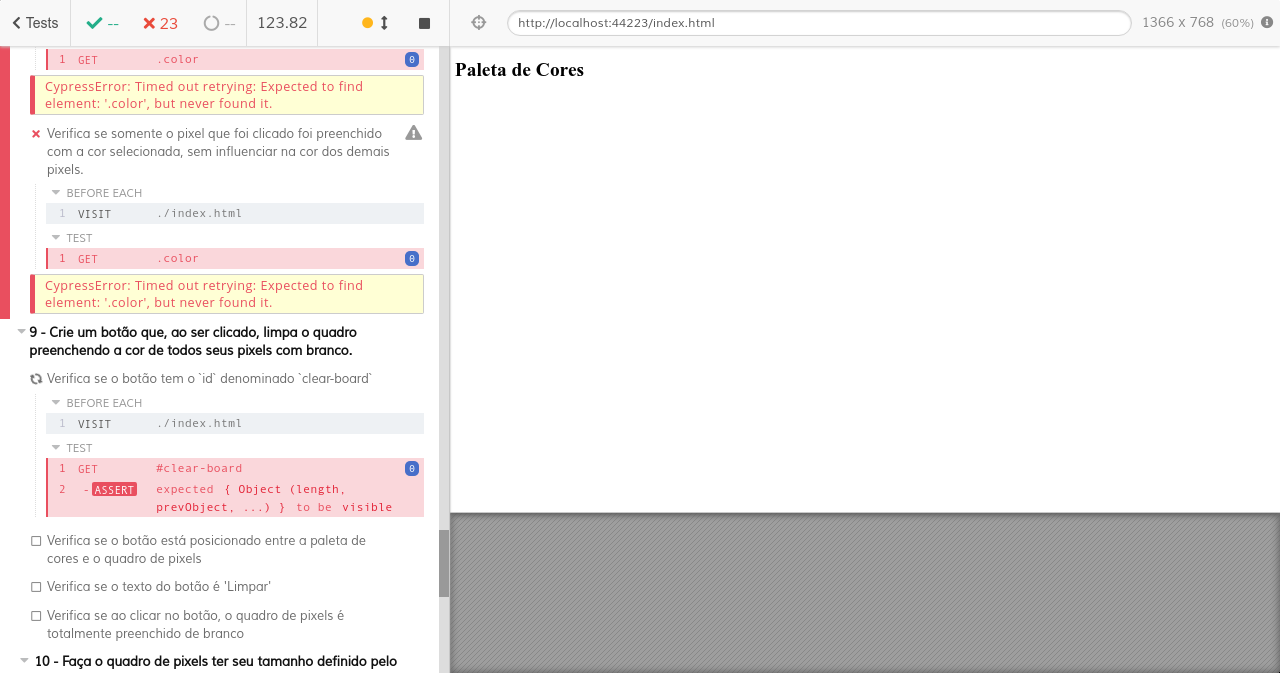 Tests -- 23 -- 123.82 http://localhost:44223/index.html 1366 x 768 (60%)
1 GET .color 0
CypressError: Timed out retrying: Expected to find
element: '.color', but never found it.
Verifica se somente o pixel que foi clicado foi preenchido
com a cor selecionada, sem influenciar na cor dos demais
pixels.
BEFORE EACH
1 VISIT ./index.html
TEST
1 GET .color 0
CypressError: Timed out retrying: Expected to find
element: '.color', but never found it.
9 - Crie um botão que, ao ser clicado, limpa o quadro
preenchendo a cor de todos seus pixels com branco.
Verifica se o botão tem o `id` denominado `clear-board`
BEFORE EACH
1 VISIT ./index.html
TEST
1 GET #clear-board 0
2 -ASSERT expected { Object (length,
prevObject, ...) } to be visible
Verifica se o botão está posicionado entre a paleta de
cores e o quadro de pixels
Verifica se o texto do botão é 'Limpar'
Verifica se ao clicar no botão, o quadro de pixels é
totalmente preenchido de branco
10 - Faça o quadro de pixels ter seu tamanho definido pelo
Paleta de Cores